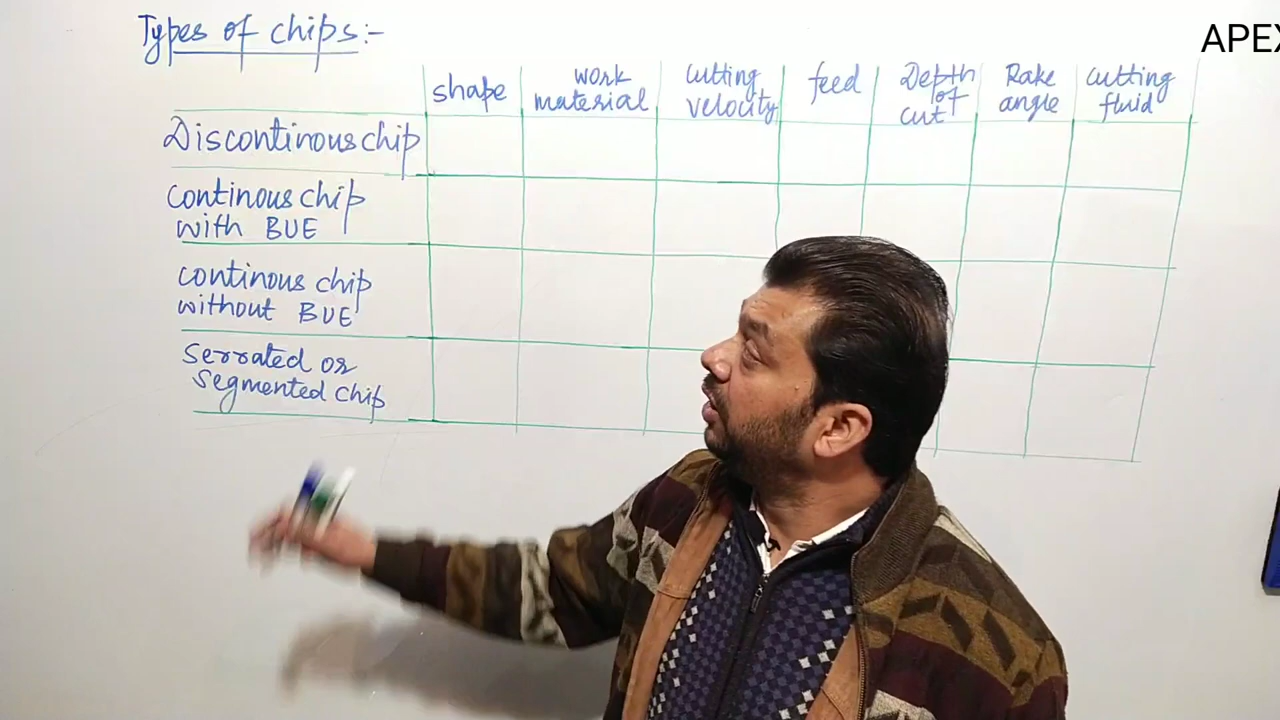 Types of chips:-
APEX
shape
work material
cutting velocity
feed
Depth of cut
Rake angle
cutting fluid
Discontinous chip
continous chip
with BUE
continous chip
without BUE
serrated or
segmented chip